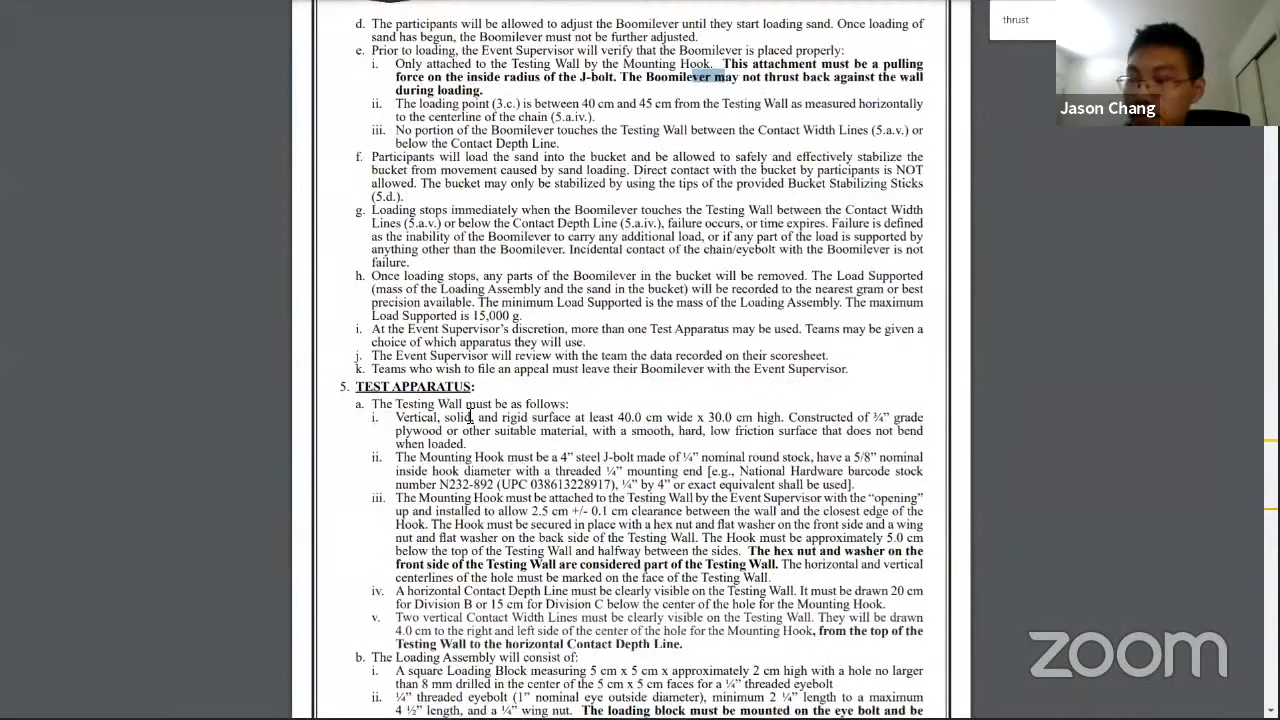 d. The participants will be allowed to adjust the Boomilever until they start loading sand. Once loading of
sand has begun, the Boomilever must not be further adjusted.
e. Prior to loading, the Event Supervisor will verify that the Boomilever is placed properly:
i. Only attached to the Testing Wall by the Mounting Hook. This attachment must be a pulling
force on the inside radius of the J-bolt. The Boomilever may not thrust back against the wall
during loading.
ii. The loading point (3.c.) is between 40 cm and 45 cm from the Testing Wall as measured horizontally
to the centerline of the chain (5.a.iv.).
iii. No portion of the Boomilever touches the Testing Wall between the Contact Width Lines (5.a.v.) or
below the Contact Depth Line.
f. Participants will load the sand into the bucket and be allowed to safely and effectively stabilize the
bucket from movement caused by sand loading. Direct contact with the bucket by participants is NOT
allowed. The bucket may only be stabilized by using the tips of the provided Bucket Stabilizing Sticks
(5.d.).
g. Loading stops immediately when the Boomilever touches the Testing Wall between the Contact Width
Lines (5.a.v.) or below the Contact Depth Line (5.a.iv.), failure occurs, or time expires. Failure is defined
as the inability of the Boomilever to carry any additional load, or if any part of the load is supported by
anything other than the Boomilever. Incidental contact of the chain/eyebolt with the Boomilever is not
failure.
h. Once loading stops, any parts of the Boomilever in the bucket will be removed. The Load Supported
(mass of the Loading Assembly and the sand in the bucket) will be recorded to the nearest gram or best
precision available. The minimum Load Supported is the mass of the Loading Assembly. The maximum
Load Supported is 15,000 g.
i. At the Event Supervisor's discretion, more than one Test Apparatus may be used. Teams may be given a
choice of which apparatus they will use.
j. The Event Supervisor will review with the team the data recorded on their scoresheet.
k. Teams who wish to file an appeal must leave their Boomilever with the Event Supervisor.
5. TEST APPARATUS:
a. The Testing Wall must be as follows:
i. Vertical, solid, and rigid surface at least 40.0 cm wide x 30.0 cm high. Constructed of ¾” grade
plywood or other suitable material, with a smooth, hard, low friction surface that does not bend
when loaded.
ii. The Mounting Hook must be a 4” steel J-bolt made of ¼” nominal round stock, have a 5/8” nominal
inside hook diameter with a threaded ¼” mounting end [e.g., National Hardware barcode stock
number N232-892 (UPC 038613228917), ¼” by 4” or exact equivalent shall be used].
iii. The Mounting Hook must be attached to the Testing Wall by the Event Supervisor with the “opening”
up and installed to allow 2.5 cm +/- 0.1 cm clearance between the wall and the closest edge of the
Hook. The Hook must be secured in place with a hex nut and flat washer on the front side and a wing
nut and flat washer on the back side of the Testing Wall. The Hook must be approximately 5.0 cm
below the top of the Testing Wall and halfway between the sides. The hex nut and washer on the
front side of the Testing Wall are considered part of the Testing Wall. The horizontal and vertical
centerlines of the hole must be marked on the face of the Testing Wall.
iv. A horizontal Contact Depth Line must be clearly visible on the Testing Wall. It must be drawn 20 cm
for Division B or 15 cm for Division C below the center of the hole for the Mounting Hook.
v. Two vertical Contact Width Lines must be clearly visible on the Testing Wall. They will be drawn
4.0 cm to the right and left side of the center of the hole for the Mounting Hook, from the top of the
Testing Wall to the horizontal Contact Depth Line.
b. The Loading Assembly will consist of:
i. A square Loading Block measuring 5 cm x 5 cm x approximately 2 cm high with a hole no larger
than 8 mm drilled in the center of the 5 cm x 5 cm faces for a ¼” threaded eyebolt
ii. ¼” threaded eyebolt (1” nominal eye outside diameter), minimum 2 ¼” length to a maximum
4 ½” length, and a ¼” wing nut. The loading block must be mounted on the eye bolt and be
thrust
Jason Chang
zoom